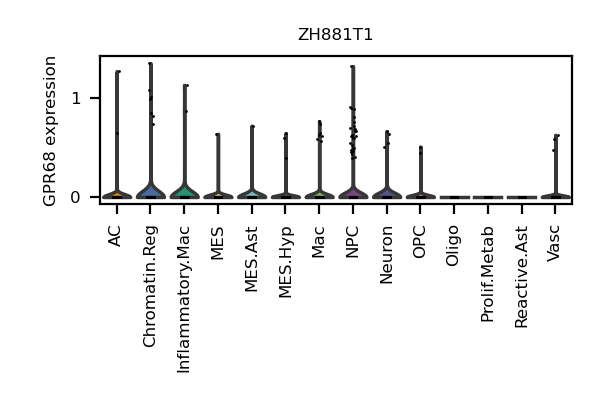 ZH881T1
GPR68 expression
1
0
AC
Chromatin.Reg
Inflammatory.Mac
MES
MES.Ast
MES.Hyp
Mac
NPC
Neuron
OPC
Oligo
Prolif.Metab
Reactive.Ast
Vasc